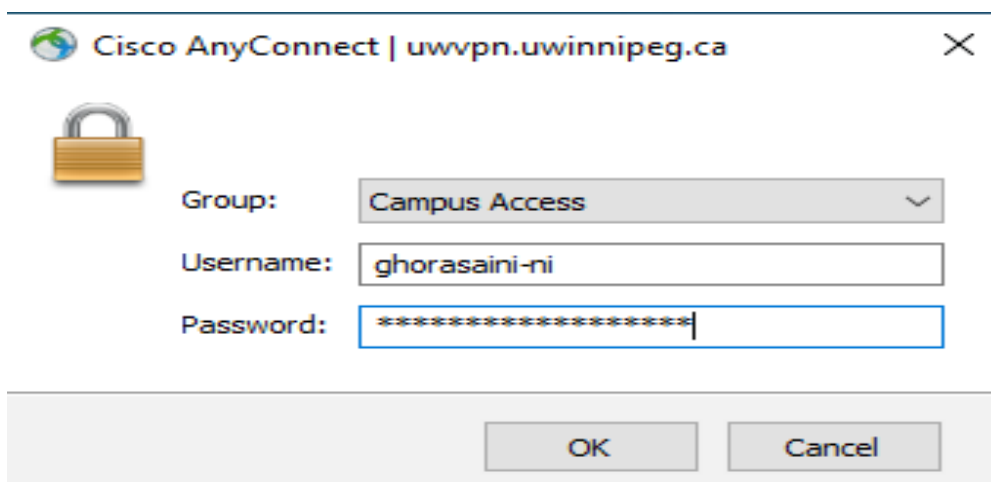 Cisco AnyConnect | uwvpn.uwinnipeg.ca
Group: Campus Access
Username: ghorasaini-ni
Password: ******************
OK Cancel